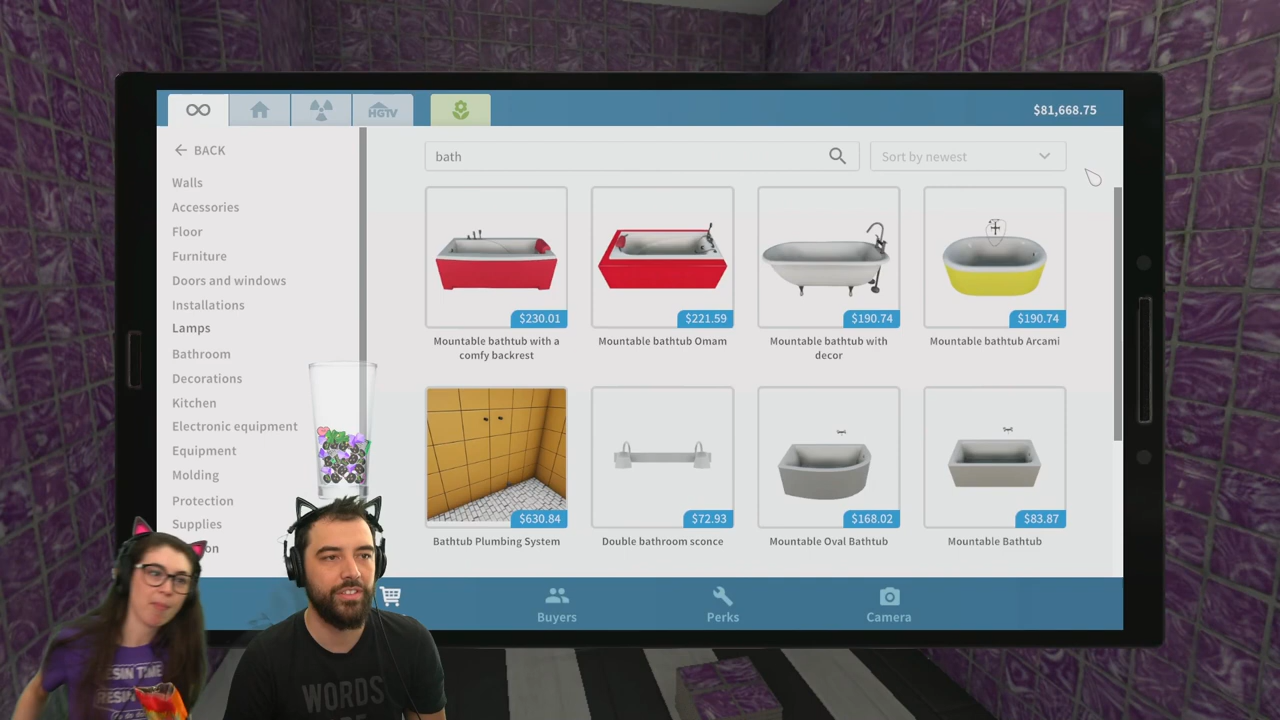 HGTV
$81,668.75
BACK
Walls
Accessories
Floor
Furniture
Doors and windows
Installations
Lamps
Bathroom
Decorations
Kitchen
Electronic equipment
Equipment
Molding
Protection
Supplies
bath
Sort by newest
$230.01
$221.59
$190.74
$190.74
Mountable bathtub with a
comfy backrest
Mountable bathtub Omam
Mountable bathtub with
decor
Mountable bathtub Arcami
$630.84
$72.93
$168.02
$83.87
Bathtub Plumbing System
Double bathroom sconce
Mountable Oval Bathtub
Mountable Bathtub
Buyers
Perks
Camera
WORDS